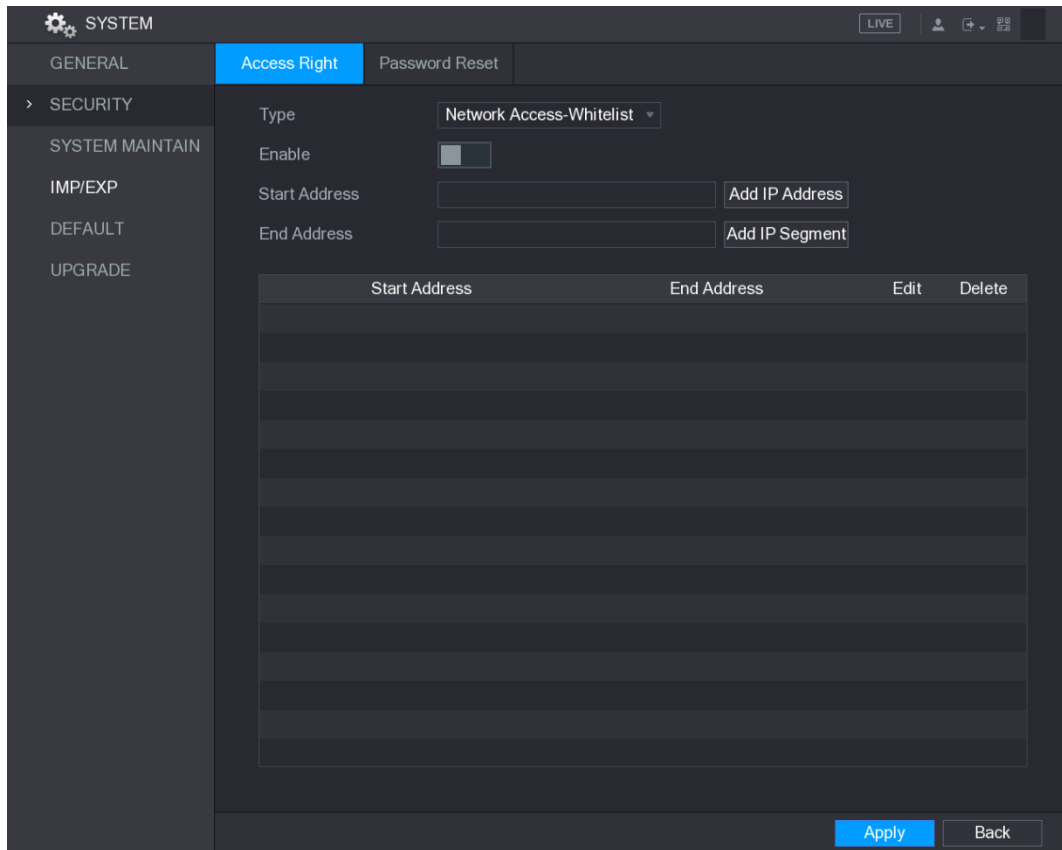 SYSTEM
LIVE
GENERAL
SECURITY
SYSTEM MAINTAIN
IMP/EXP
DEFAULT
UPGRADE
Access Right Password Reset
Type Network Access-Whitelist
Enable
Start Address Add IP Address
End Address Add IP Segment
Start Address End Address Edit Delete
Apply Back